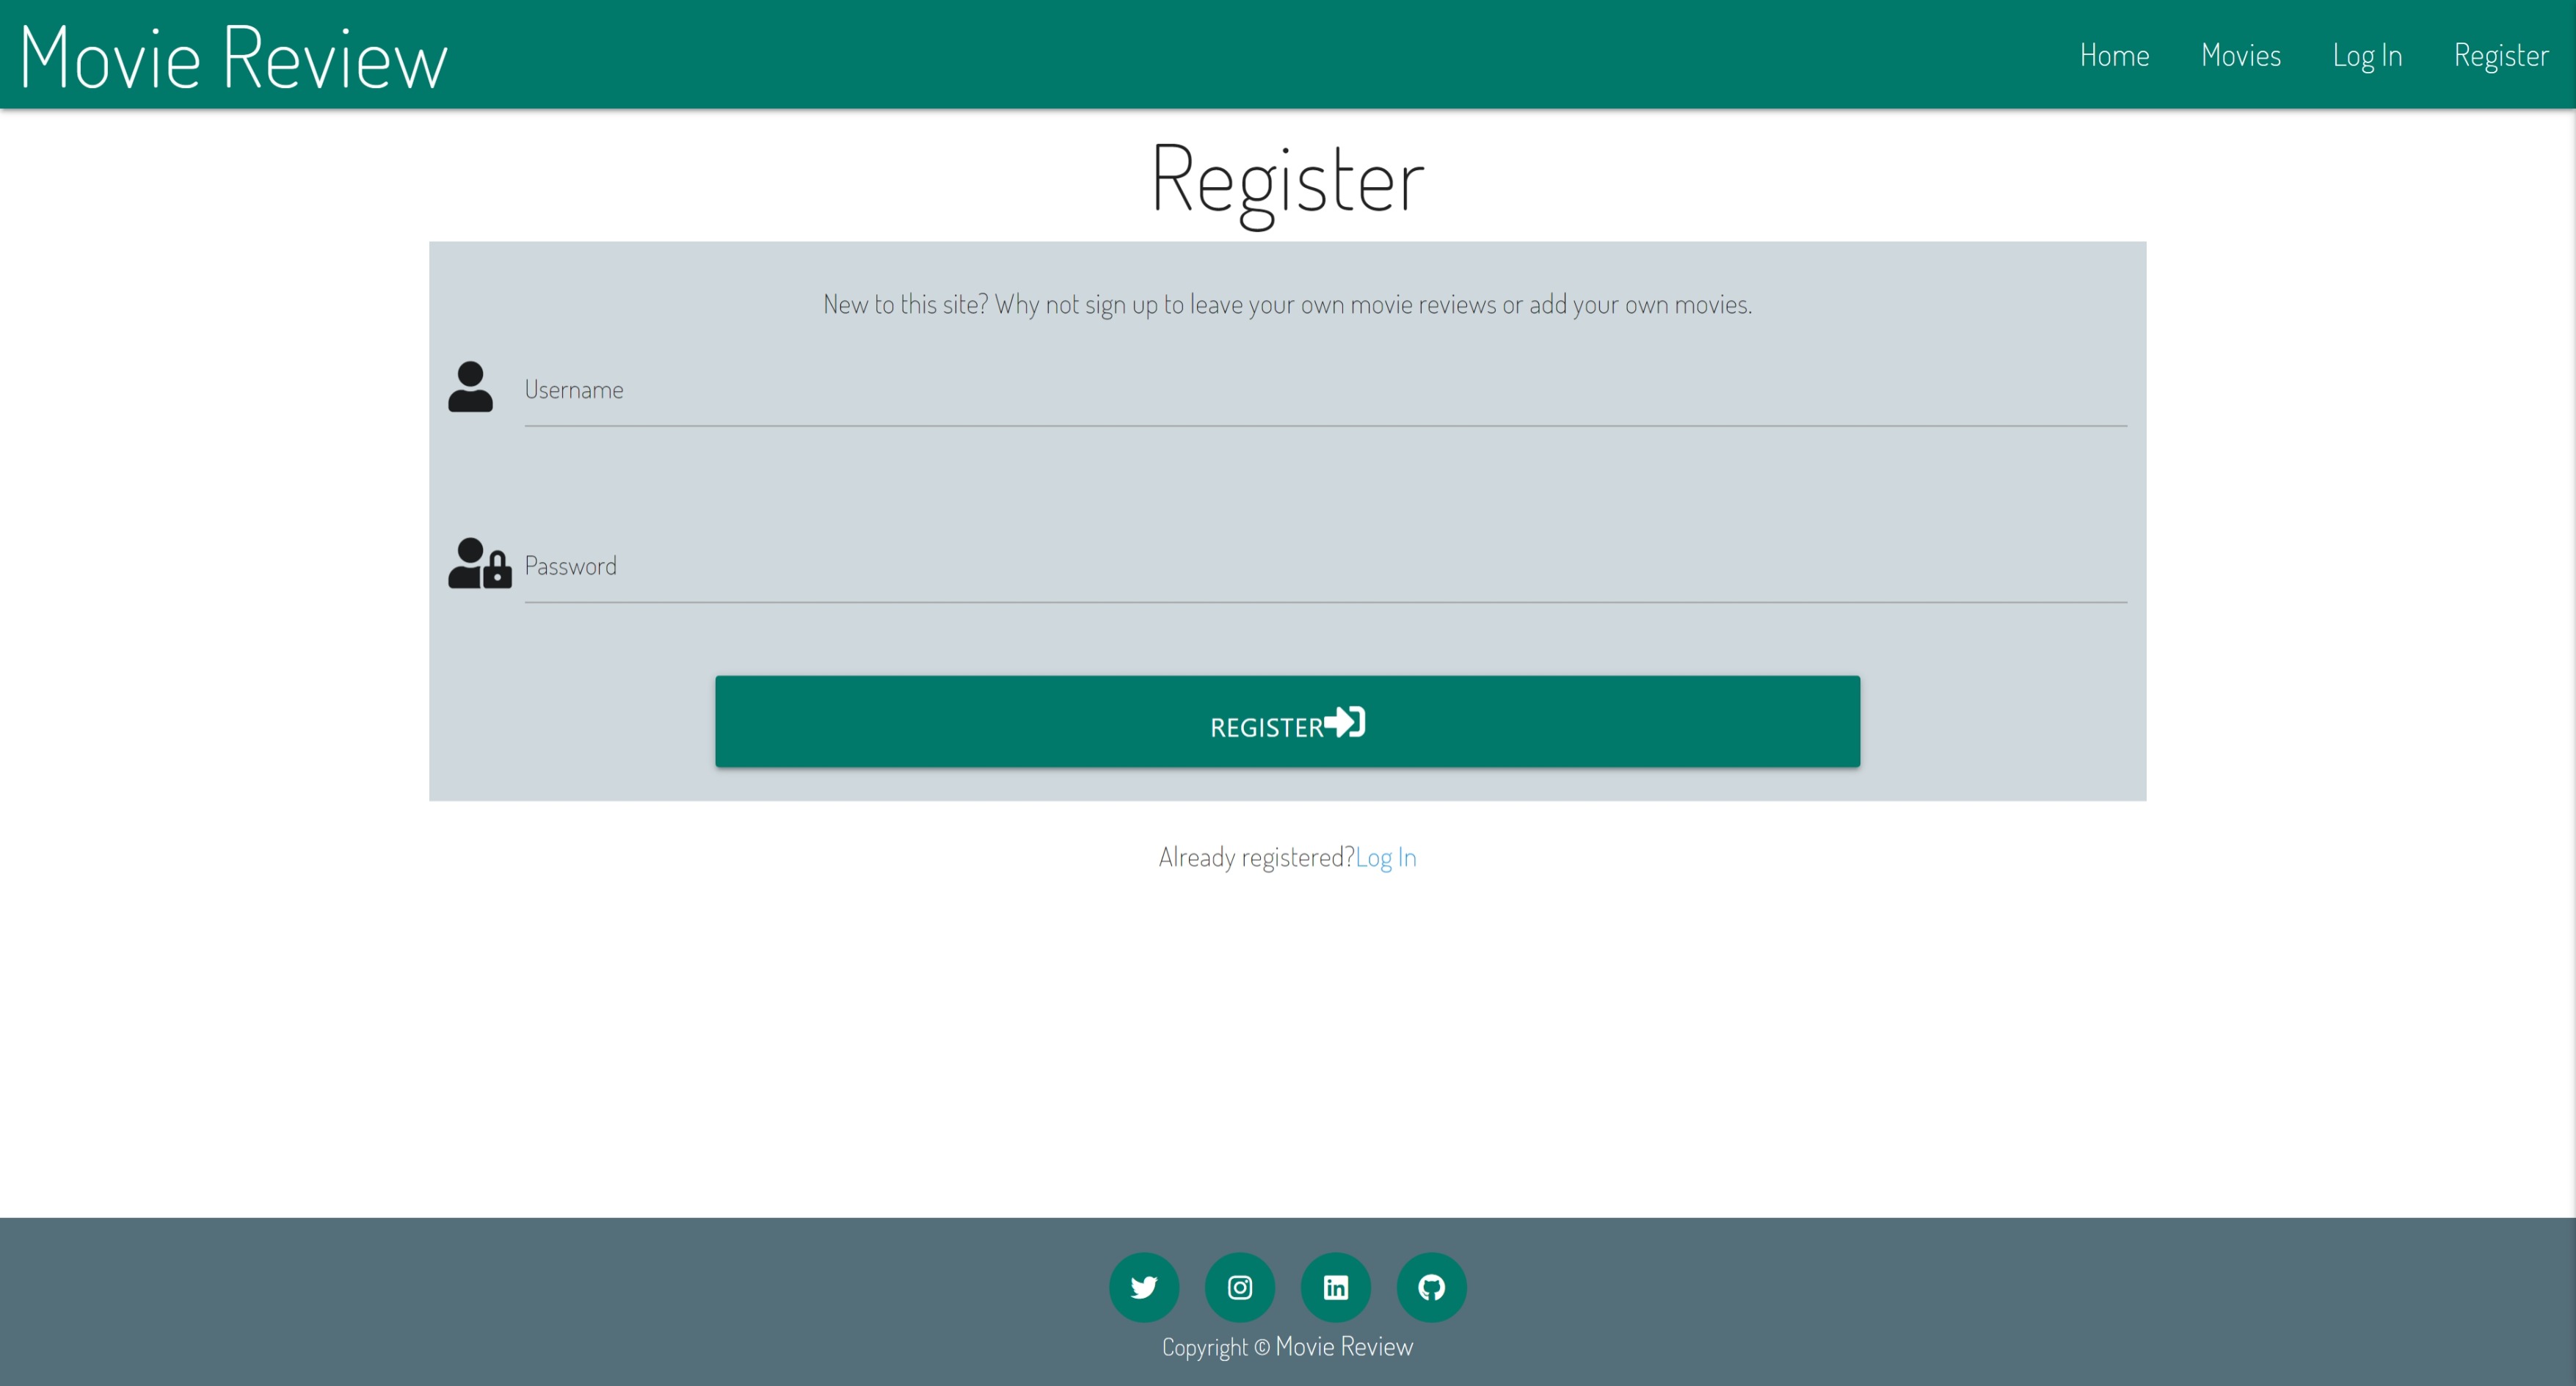 Movie Review
Home Movies Log In Register
Register
New to this site? Why not sign up to leave your own movie reviews or add your own movies.
Username
Password
REGISTER
Already registered?Log In
Copyright © Movie Review